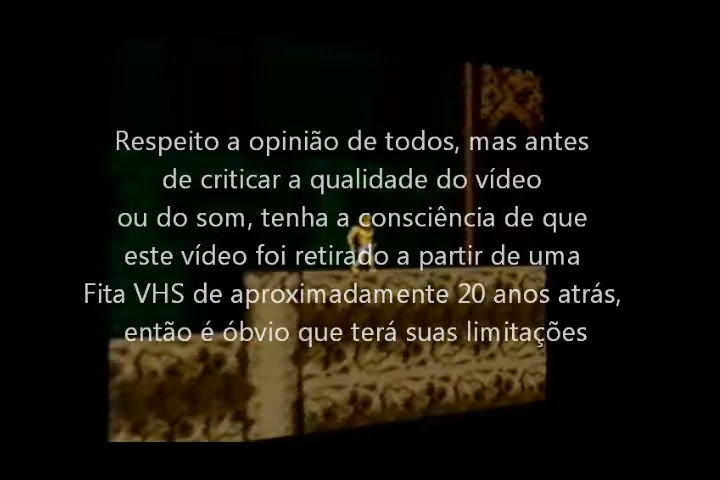 Respeito a opinião de todos, mas antes
de criticar a qualidade do vídeo
ou do som, tenha a consciência de que
este vídeo foi retirado a partir de uma
Fita VHS de aproximadamente 20 anos atrás,
então é óbvio que terá suas limitações